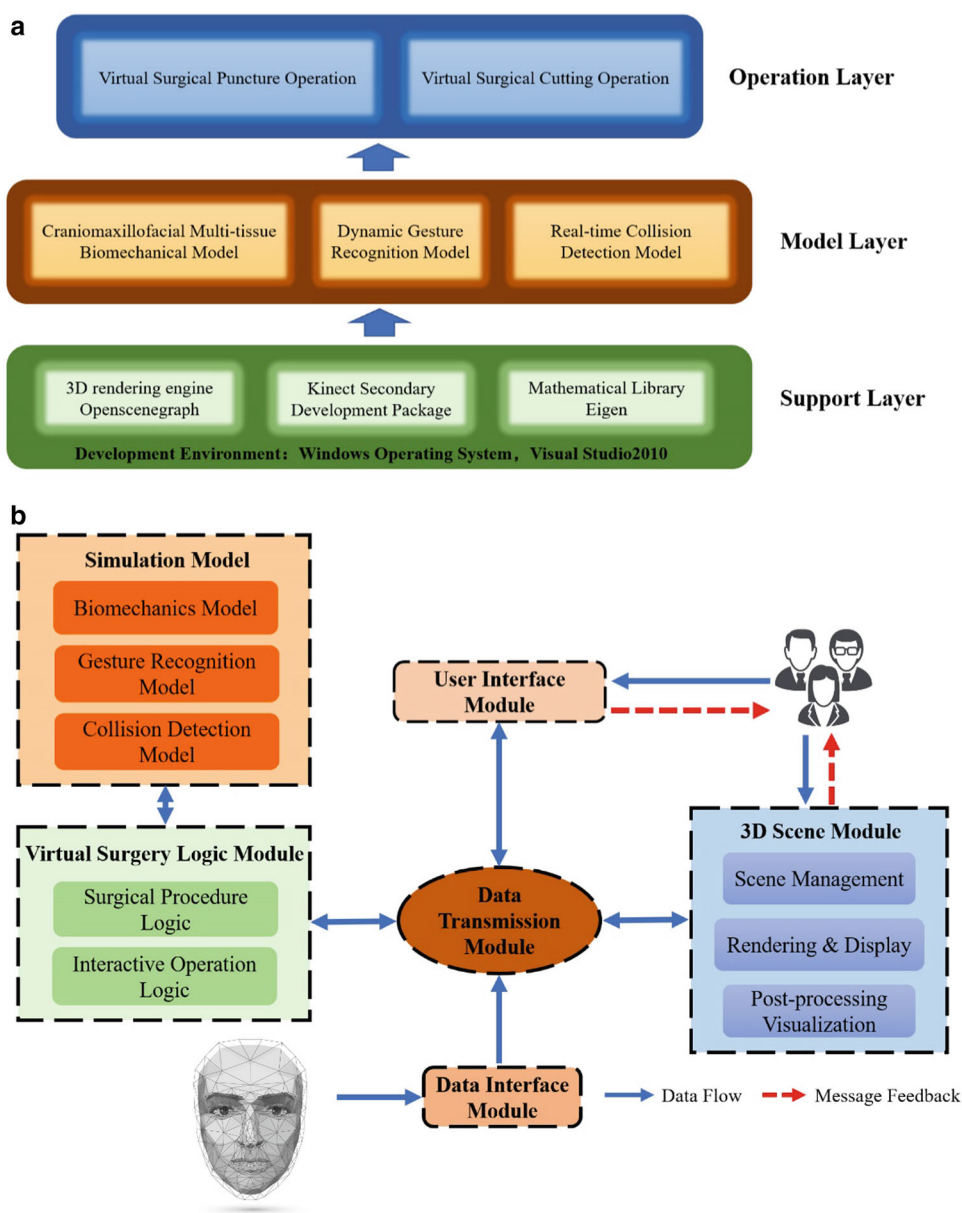 a
Virtual Surgical Puncture Operation
Virtual Surgical Cutting Operation
Operation Layer
Craniomaxillofacial Multi-tissue
Biomechanical Model
Dynamic Gesture
Recognition Model
Real-time Collision
Detection Model
Model Layer
3D rendering engine
Openscenegraph
Kinect Secondary
Development Package
Mathematical Library
Eigen
Support Layer
Development Environment：Windows Operating System，Visual Studio2010
b
Simulation Model
Biomechanics Model
Gesture Recognition
Model
Collision Detection
Model
User Interface
Module
Virtual Surgery Logic Module
Surgical Procedure
Logic
Interactive Operation
Logic
Data
Transmission
Module
3D Scene Module
Scene Management
Rendering & Display
Post-processing
Visualization
Data Interface
Module
Data Flow
Message Feedback